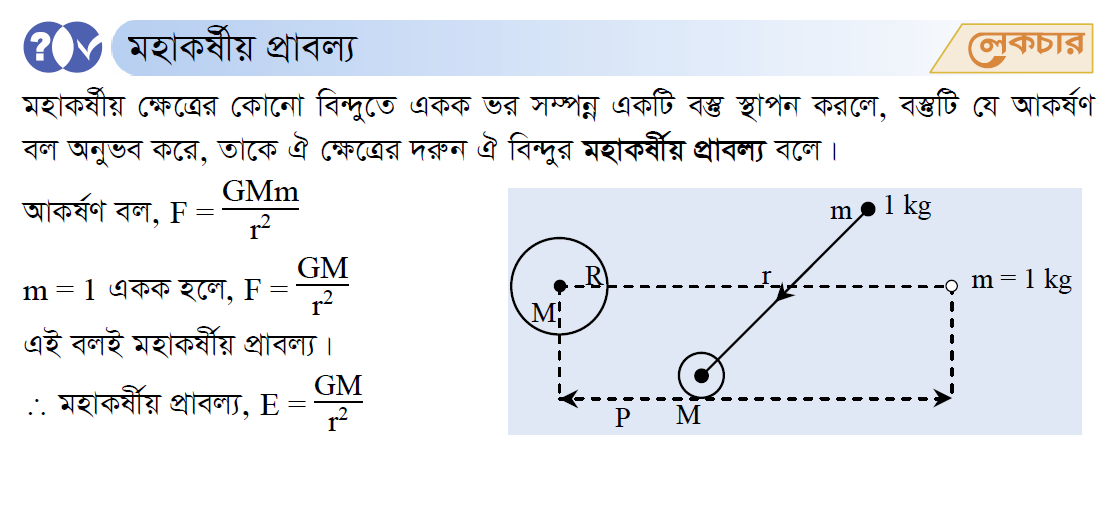 মহাকর্ষীয় প্রাবল্য
লেকচার
মহাকর্ষীয় ক্ষেত্রের কোনো বিন্দুতে একক ভর সম্পন্ন একটি বস্তু স্থাপন করলে, বস্তুটি যে আকর্ষণ
বল অনুভব করে, তাকে ঐ ক্ষেত্রের দরুন ঐ বিন্দুর মহাকর্ষীয় প্রাবল্য বলে।
আকর্ষণ বল, F = GMm/r²
m = 1 একক হলে, F = GM/r²
এই বলই মহাকর্ষীয় প্রাবল্য।
∴ মহাকর্ষীয় প্রাবল্য, E = GM/r²
m 1 kg
R r m = 1 kg
M
P M